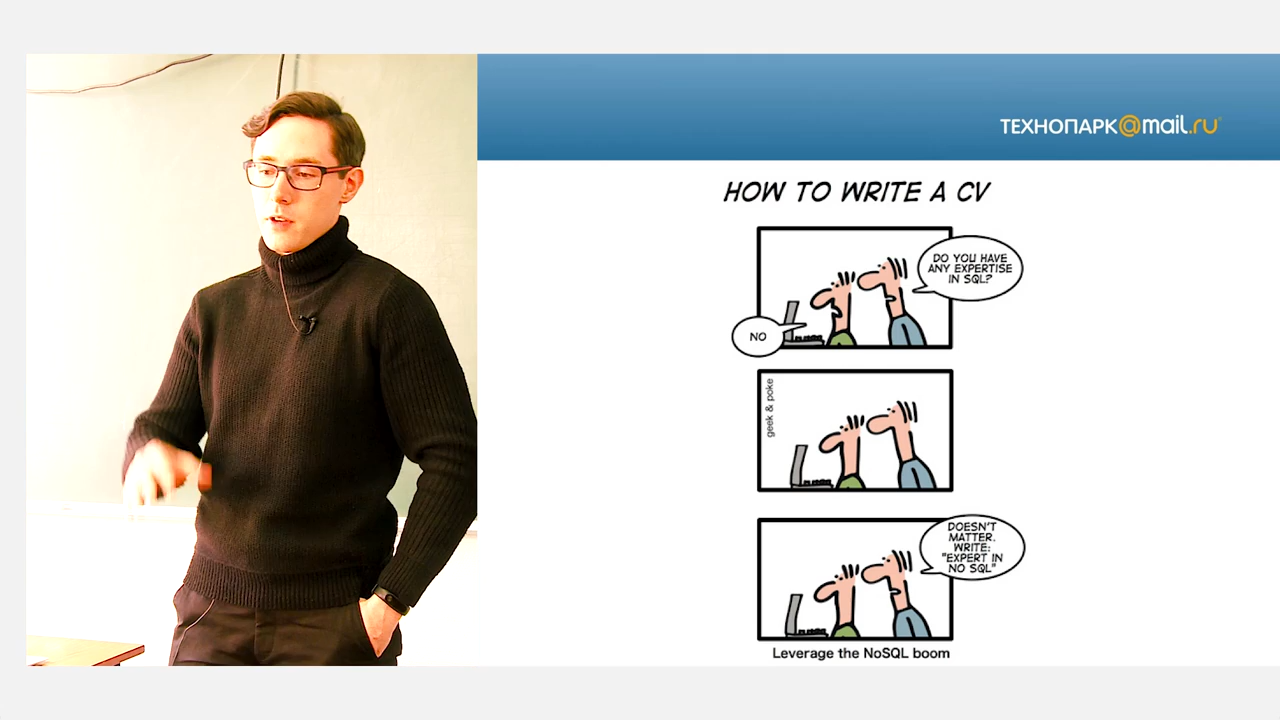 ТЕХНОПАРК@mail.ru
HOW TO WRITE A CV
DO YOU HAVE
ANY EXPERTISE
IN SQL?
NO
geek & poke
DOESN'T
MATTER.
WRITE:
"EXPERT IN
NO SQL"
Leverage the NoSQL boom